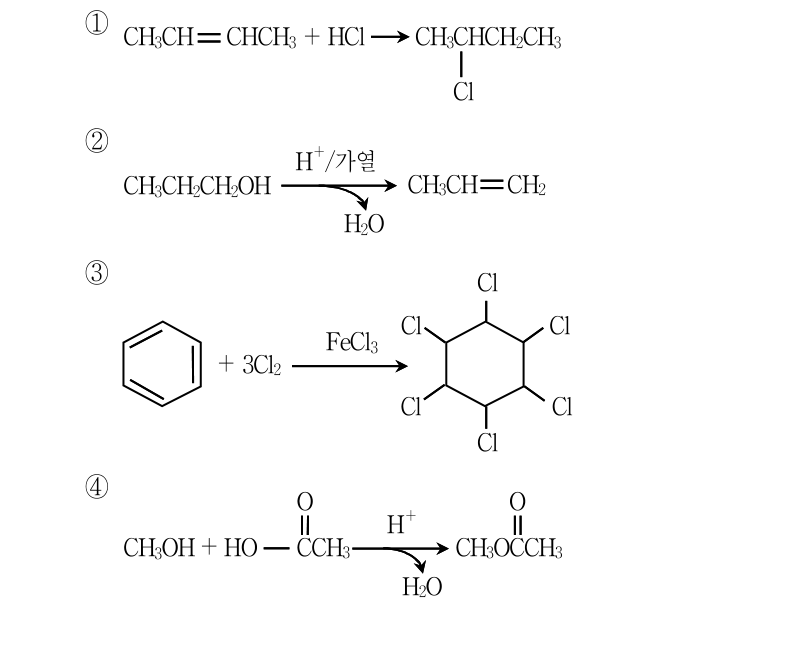 ①
CH₃CH=CHCH₃ + HCl → CH₃CHCH₂CH₃
Cl
②
H⁺/가열
CH₃CH₂CH₂OH → CH₃CH=CH₂
H₂O
③
Cl
Cl Cl
FeCl₃
+ 3Cl₂
Cl Cl
Cl
④
O O
H⁺
CH₃OH + HO―CCH₃ → CH₃OCCH₃
H₂O